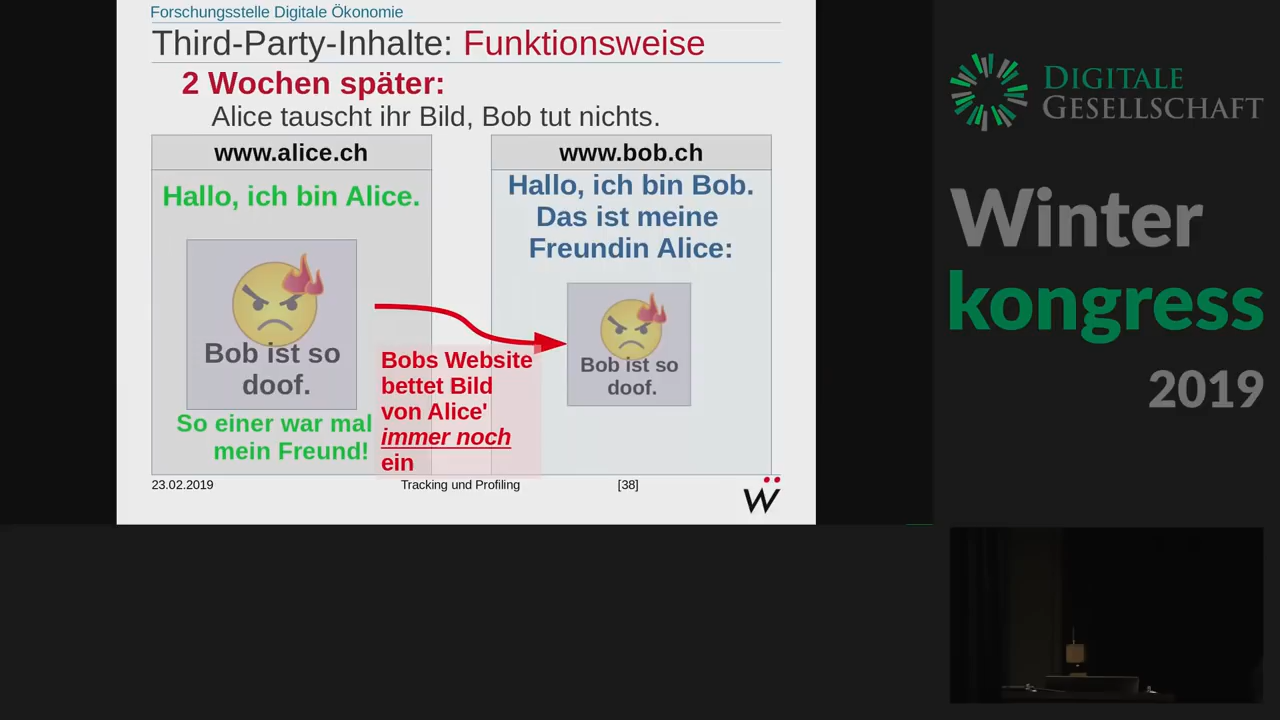 Forschungsstelle Digitale Ökonomie
Third-Party-Inhalte: Funktionsweise
2 Wochen später:
Alice tauscht ihr Bild, Bob tut nichts.
www.alice.ch
Hallo, ich bin Alice.
Bob ist so
doof.
So einer war mal
mein Freund!
Bobs Website
bettet Bild
von Alice'
immer noch
ein
www.bob.ch
Hallo, ich bin Bob.
Das ist meine
Freundin Alice:
Bob ist so
doof.
23.02.2019
Tracking und Profiling
[38]
Ẅ
DIGITALE
GESELLSCHAFT
Winter
kongress
2019